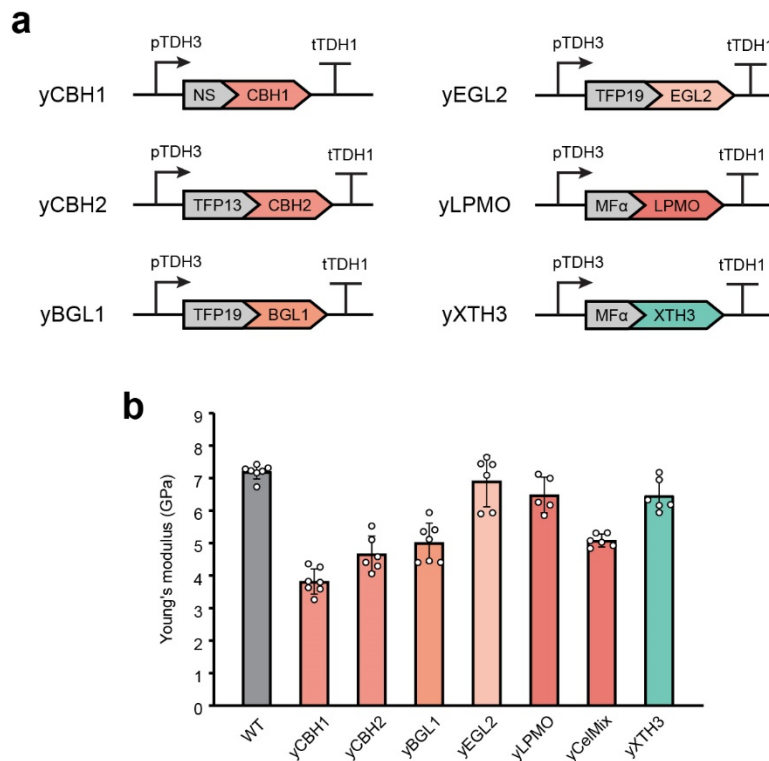 a
pTDH3 tTDH1
yCBH1 NS CBH1
pTDH3 tTDH1
yEGL2 TFP19 EGL2
pTDH3 tTDH1
yCBH2 TFP13 CBH2
pTDH3 tTDH1
yLPMO MFα LPMO
pTDH3 tTDH1
yBGL1 TFP19 BGL1
pTDH3 tTDH1
yXTH3 MFα XTH3
b
Young's modulus (GPa)
9
8
7
6
5
4
3
2
1
0
WT
yCBH1
yCBH2
yBGL1
yEGL2
yLPMO
yCelMix
yXTH3